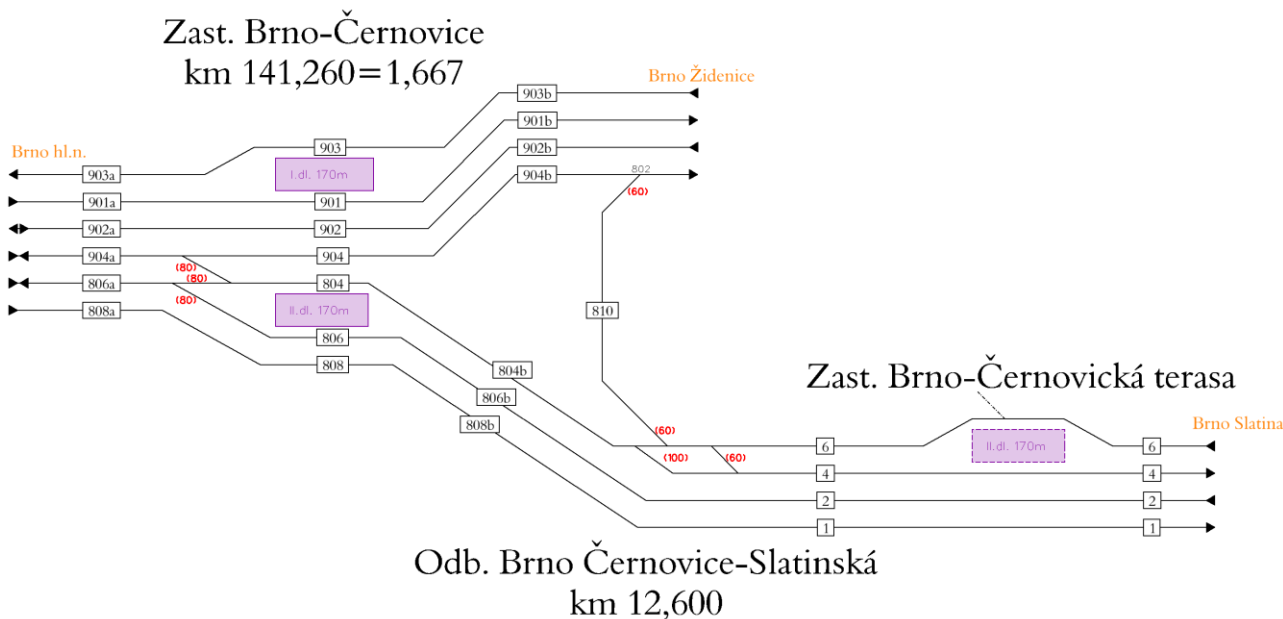 Zast. Brno-Černovice
km 141,260=1,667
Brno Židenice
903b
901b
Brno hl.n.
903
902b
903a
I.dl. 170m
904b
802
(60)
901a
901
902a
902
904a
904
(80)
(80)
806a
804
(80)
808a
II.dl. 170m
810
806
808
804b
Zast. Brno-Černovická terasa
806b
808b
Brno Slatina
(60)
6
II.dl. 170m
6
(100)
(60)
4
4
2
2
1
1
Odb. Brno Černovice-Slatinská
km 12,600